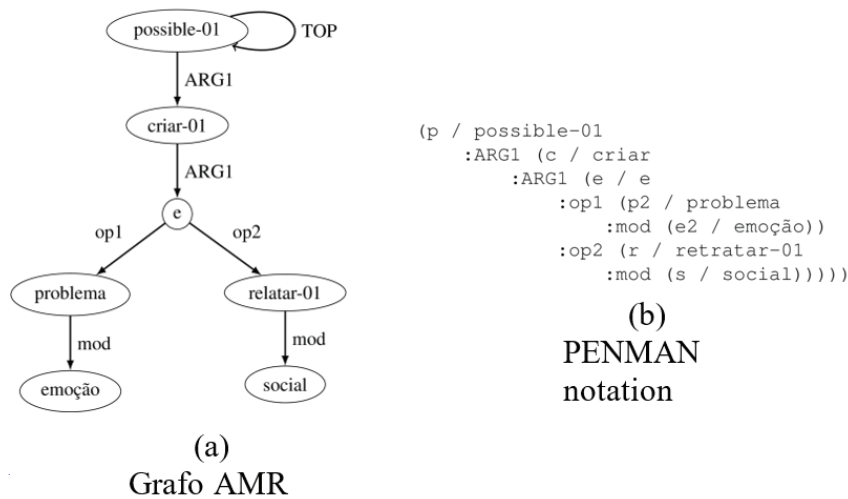 possible-01
TOP
ARG1
criar-01
ARG1
e
op1 op2
problema relatar-01
mod mod
emoção social
(a)
Grafo AMR
(p / possible-01
:ARG1 (c / criar
:ARG1 (e / e
:op1 (p2 / problema
:mod (e2 / emoção))
:op2 (r / retratar-01
:mod (s / social)))))
(b)
PENMAN
notation